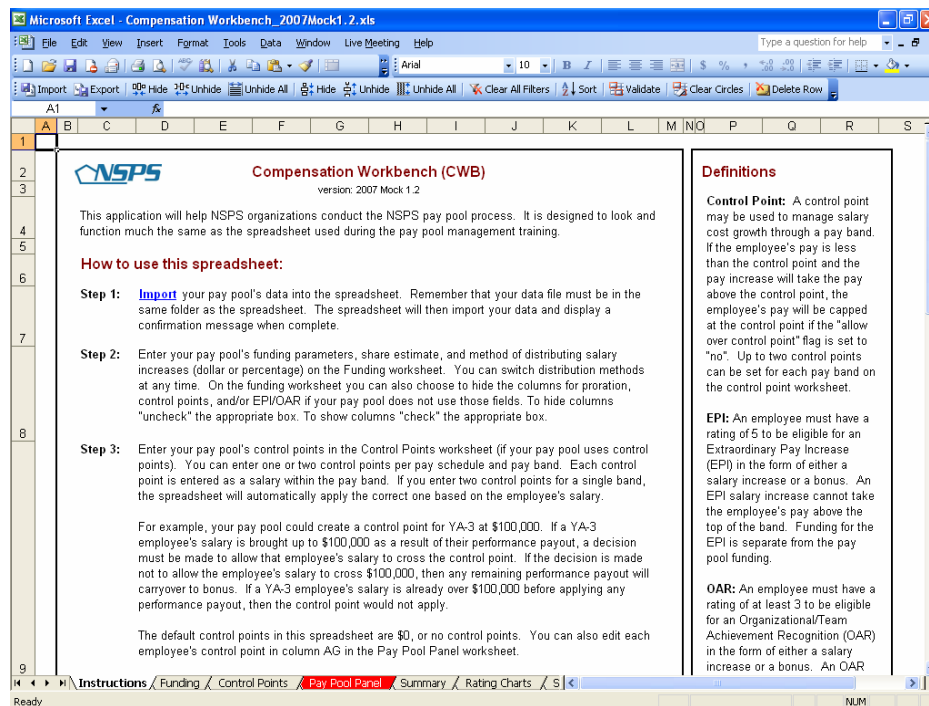 Microsoft Excel - Compensation Workbench_2007Mock1.2.xls
File Edit View Insert Format Tools Data Window Live Meeting Help Type a question for help
Arial 10 B I U $ % ,
Import Export Hide Unhide Unhide All Hide Unhide Unhide All Clear All Filters Sort Validate Clear Circles Delete Row
A1 fx
A B C D E F G H I J K L M N O P Q R S
1
2
3
4
5
6
7
8
9
NSPS
Compensation Workbench (CWB)
version: 2007 Mock 1.2
This application will help NSPS organizations conduct the NSPS pay pool process. It is designed to look and
function much the same as the spreadsheet used during the pay pool management training.
How to use this spreadsheet:
Step 1: Import your pay pool's data into the spreadsheet. Remember that your data file must be in the
same folder as the spreadsheet. The spreadsheet will then import your data and display a
confirmation message when complete.
Step 2: Enter your pay pool's funding parameters, share estimate, and method of distributing salary
increases (dollar or percentage) on the Funding worksheet. You can switch distribution methods
at any time. On the funding worksheet you can also choose to hide the columns for proration,
control points, and/or EPI/OAR if your pay pool does not use those fields. To hide columns
"uncheck" the appropriate box. To show columns "check" the appropriate box.
Step 3: Enter your pay pool's control points in the Control Points worksheet (if your pay pool uses control
points). You can enter one or two control points per pay schedule and pay band. Each control
point is entered as a salary within the pay band. If you enter two control points for a single band,
the spreadsheet will automatically apply the correct one based on the employee's salary.
For example, your pay pool could create a control point for YA-3 at $100,000. If a YA-3
employee's salary is brought up to $100,000 as a result of their performance payout, a decision
must be made to allow that employee's salary to cross the control point. If the decision is made
not to allow the employee's salary to cross $100,000, then any remaining performance payout will
carryover to bonus. If a YA-3 employee's salary is already over $100,000 before applying any
performance payout, then the control point would not apply.
The default control points in this spreadsheet are $0, or no control points. You can also edit each
employee's control point in column AG in the Pay Pool Panel worksheet.
Definitions
Control Point: A control point
may be used to manage salary
cost growth through a pay band.
If the employee's pay is less
than the control point and the
pay increase will take the pay
above the control point, the
employee's pay will be capped
at the control point if the "allow
over control point" flag is set to
"no". Up to two control points
can be set for each pay band on
the control point worksheet.
EPI: An employee must have a
rating of 5 to be eligible for an
Extraordinary Pay Increase
(EPI) in the form of either a
salary increase or a bonus. An
EPI salary increase cannot take
the employee's pay above the
top of the band. Funding for the
EPI is separate from the pay
pool funding.
OAR: An employee must have a
rating of at least 3 to be eligible
for an Organizational/Team
Achievement Recognition (OAR)
in the form of either a salary
increase or a bonus. An OAR
Instructions Funding Control Points Pay Pool Panel Summary Rating Charts S
Ready NUM